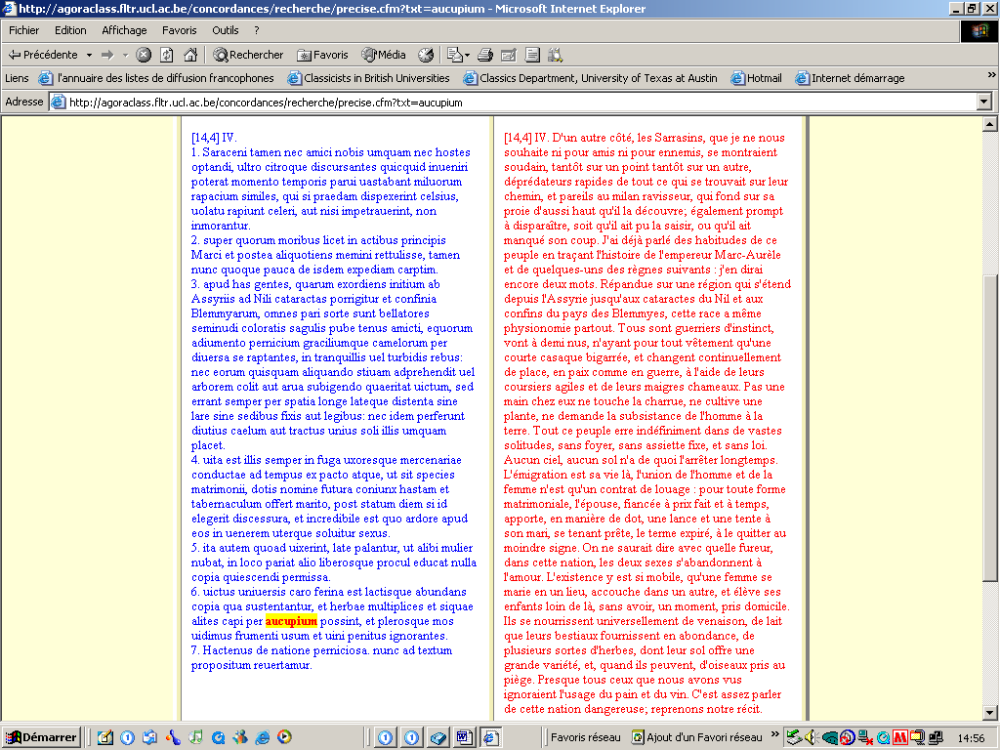 http://agoraclass.fltr.ucl.ac.be/concordances/recherche/precise.cfm?txt=aucupium - Microsoft Internet Explorer
Fichier Edition Affichage Favoris Outils ?
Précédente Rechercher Favoris Média
Liens l'annuaire des listes de diffusion francophones Classicists in British Universities Classics Department, University of Texas at Austin Hotmail Internet démarrage »
Adresse http://agoraclass.fltr.ucl.ac.be/concordances/recherche/precise.cfm?txt=aucupium
[14,4] IV.
1. Saraceni tamen nec amici nobis umquam nec hostes
optandi, ultro citroque discursantes quicquid inueniri
poterat momento temporis parui uastabant miluorum
rapacium similes, qui si praedam dispexerint celsius,
uolatu rapiunt celeri, aut nisi impetrauerint, non
inmorantur.
2. super quorum moribus licet in actibus principis
Marci et postea aliquotiens memini rettulisse, tamen
nunc quoque pauca de isdem expediam carptim.
3. apud has gentes, quarum exordiens initium ab
Assyriis ad Nili cataractas porrigitur et confinia
Blemmyarum, omnes pari sorte sunt bellatores
seminudi coloratis sagulis pube tenus amicti, equorum
adiumento pernicium graciliumque camelorum per
diuersa se raptantes, in tranquillis uel turbidis rebus:
nec eorum quisquam aliquando stiuam adprehendit uel
arborem colit aut arua subigendo quaeritat uictum, sed
errant semper per spatia longe lateque distenta sine
lare sine sedibus fixis aut legibus: nec idem perferunt
diutius caelum aut tractus unius soli illis umquam
placet.
4. uita est illis semper in fuga uxoresque mercenariae
conductae ad tempus ex pacto atque, ut sit species
matrimonii, dotis nomine futura coniunx hastam et
tabernaculum offert marito, post statum diem si id
elegerit discessura, et incredibile est quo ardore apud
eos in uenerem uterque soluitur sexus.
5. ita autem quoad uixerint, late palantur, ut alibi mulier
nubat, in loco pariat alio liberosque procul educat nulla
copia quiescendi permissa.
6. uictus uniuersis caro ferina est lactisque abundans
copia qua sustentantur, et herbae multiplices et siquae
alites capi per aucupium possint, et plerosque mos
uidimus frumenti usum et uini penitus ignorantes.
7. Hactenus de natione perniciosa. nunc ad textum
propositum reuertamur.
[14,4] IV. D'un autre côté, les Sarrasins, que je ne nous
souhaite ni pour amis ni pour ennemis, se montraient
soudain, tantôt sur un point tantôt sur un autre,
déprédateurs rapides de tout ce qui se trouvait sur leur
chemin, et pareils au milan ravisseur, qui fond sur sa
proie d'aussi haut qu'il la découvre; également prompt
à disparaître, soit qu'il ait pu la saisir, ou qu'il ait
manqué son coup. J'ai déjà parlé des habitudes de ce
peuple en traçant l'histoire de l'empereur Marc-Aurèle
et de quelques-uns des règnes suivants : j'en dirai
encore deux mots. Répandue sur une région qui s'étend
depuis l'Assyrie jusqu'aux cataractes du Nil et aux
confins du pays des Blemmyes, cette race a même
physionomie partout. Tous sont guerriers d'instinct,
vont à demi nus, n'ayant pour tout vêtement qu'une
courte casaque bigarrée, et changent continuellement
de place, en paix comme en guerre, à l'aide de leurs
coursiers agiles et de leurs maigres chameaux. Pas une
main chez eux ne touche la charrue, ne cultive une
plante, ne demande la subsistance de l'homme à la
terre. Tout ce peuple erre indéfiniment dans de vastes
solitudes, sans foyer, sans assiette fixe, et sans loi.
Aucun ciel, aucun sol n'a de quoi l'arrêter longtemps.
L'émigration est sa vie là, l'union de l'homme et de la
femme n'est qu'un contrat de louage : pour toute forme
matrimoniale, l'épouse, fiancée à prix fait et à temps,
apporte, en manière de dot, une lance et une tente à
son mari, se tenant prête, le terme expiré, à le quitter au
moindre signe. On ne saurait dire avec quelle fureur,
dans cette nation, les deux sexes s'abandonnent à
l'amour. L'existence y est si mobile, qu'une femme se
marie en un lieu, accouche dans un autre, et élève ses
enfants loin de là, sans avoir, un moment, pris domicile.
Ils se nourrissent universellement de venaison, de lait
que leurs bestiaux fournissent en abondance, de
plusieurs sortes d'herbes, dont leur sol offre une
grande variété, et, quand ils peuvent, d'oiseaux pris au
piège. Presque tous ceux que nous avons vus
ignoraient l'usage du pain et du vin. C'est assez parler
de cette nation dangereuse; reprenons notre récit.
Démarrer Favoris réseau Ajout d'un Favori réseau » 14:56